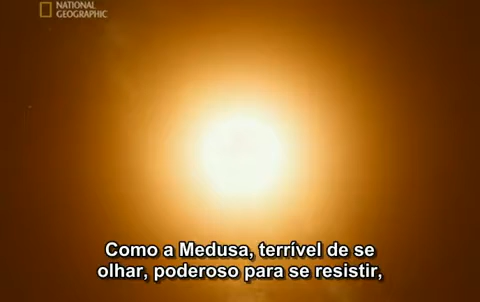 NATIONAL
GEOGRAPHIC
Como a Medusa, terrível de se
olhar, poderoso para se resistir,